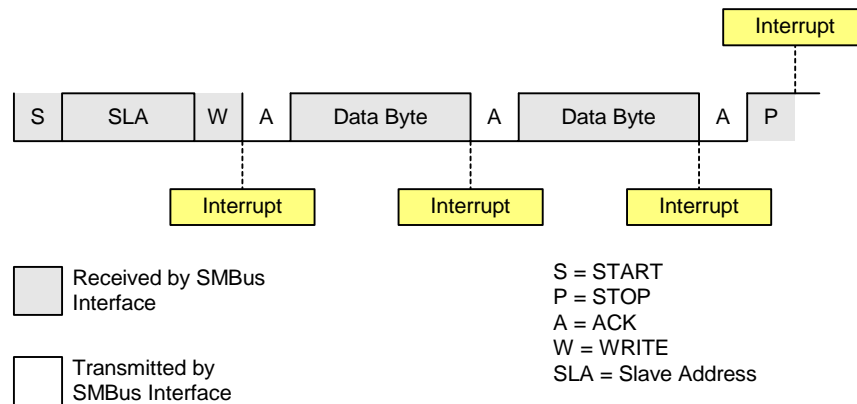 Interrupt
S SLA W A Data Byte A Data Byte A P
Interrupt Interrupt Interrupt
Received by SMBus
Interface
Transmitted by
SMBus Interface
S = START
P = STOP
A = ACK
W = WRITE
SLA = Slave Address